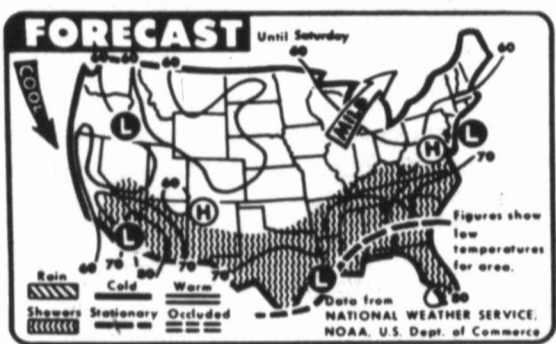 FORECAST
Until Saturday
60
60 60 60
60
COOL
MILD
L
L
H
70
60
H
L
Figures show
low
temperatures
for area.
60 70 80 70 70
L
80
Rain Cold Warm
Showers Stationary Occluded
Data from
NATIONAL WEATHER SERVICE,
NOAA, U.S. Dept. of Commerce